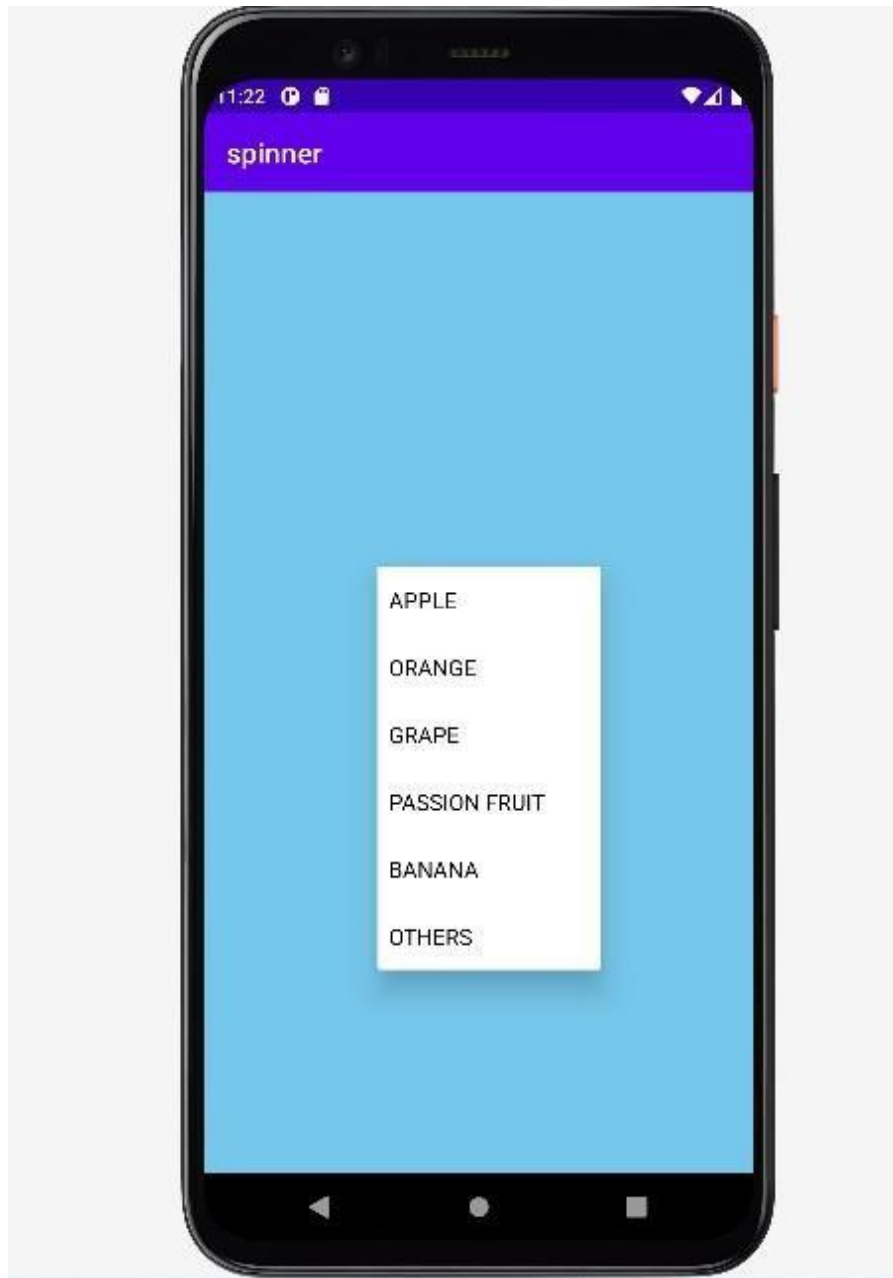 11:22
spinner
APPLE
ORANGE
GRAPE
PASSION FRUIT
BANANA
OTHERS